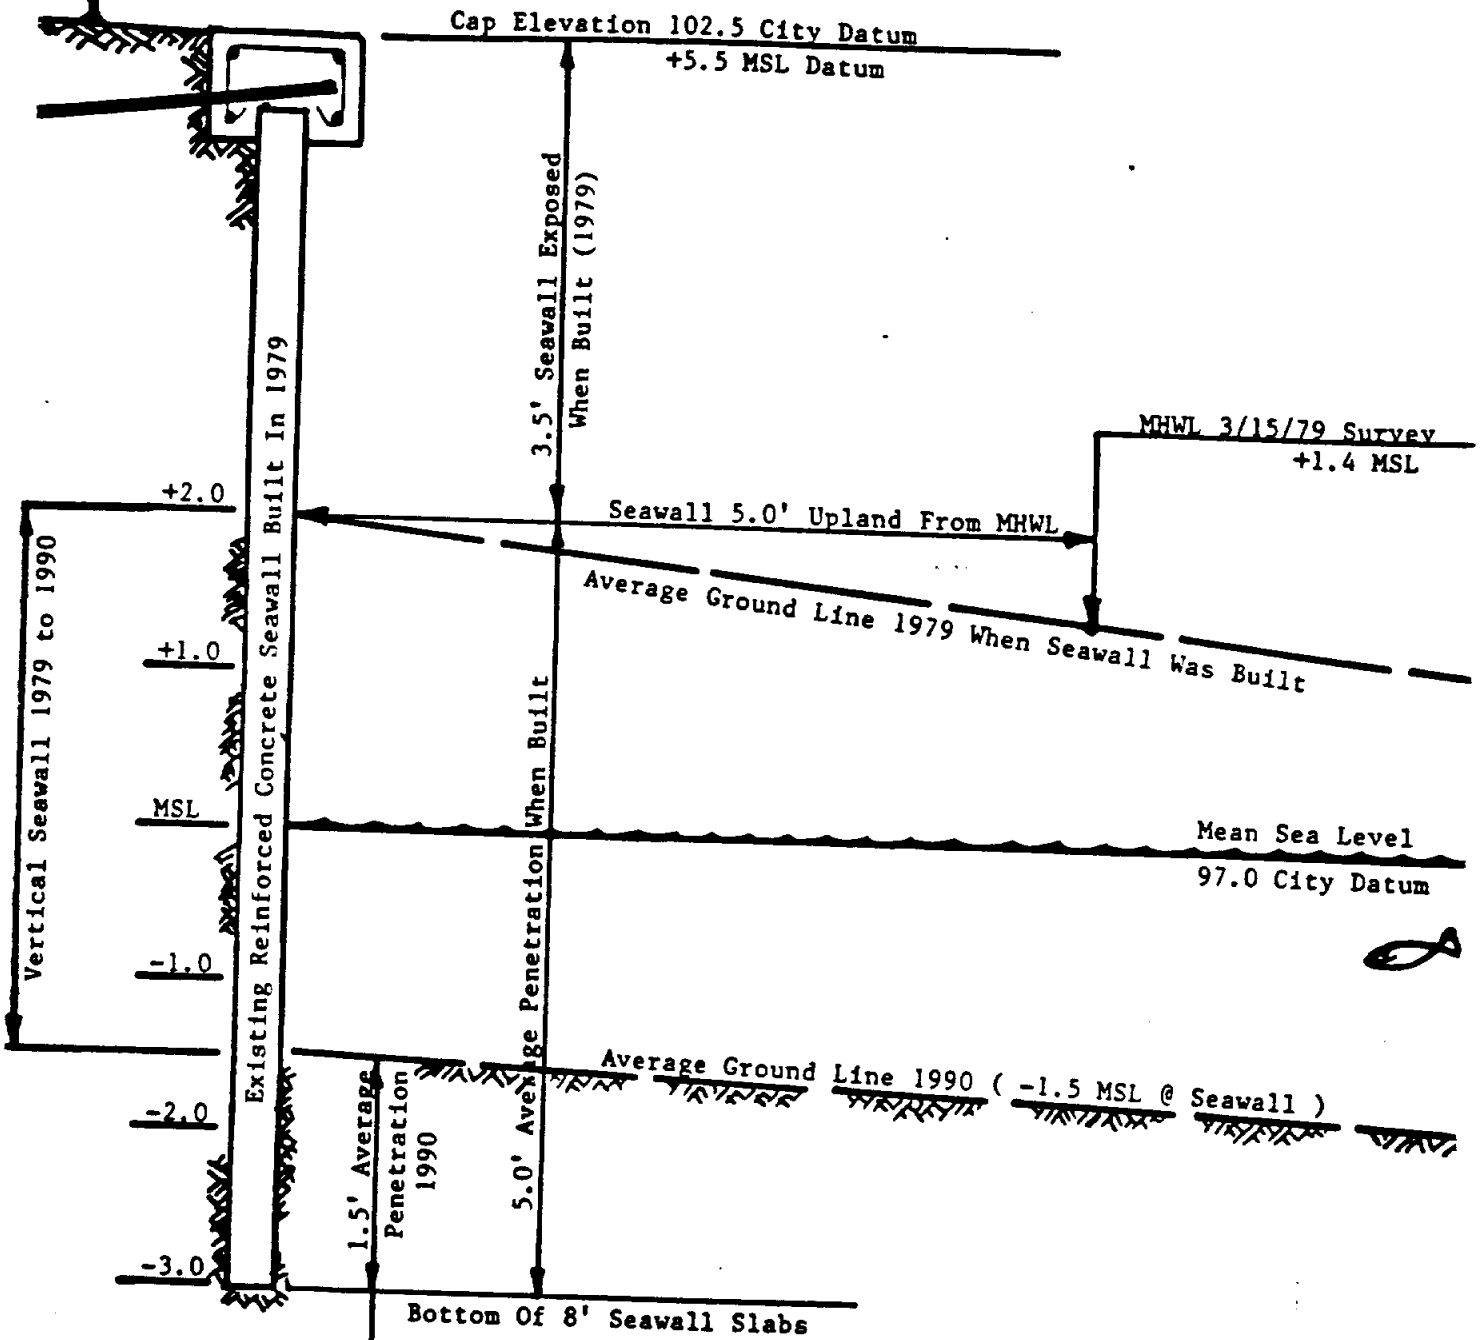 Cap Elevation 102.5 City Datum
+5.5 MSL Datum
3.5' Seawall Exposed
When Built (1979)
MHWL 3/15/79 Survey
+1.4 MSL
+2.0
Seawall 5.0' Upland From MHWL
Average Ground Line 1979 When Seawall Was Built
Vertical Seawall 1979 to 1990
+1.0
Existing Reinforced Concrete Seawall Built In 1979
5.0' Average Penetration When Built
MSL
Mean Sea Level
97.0 City Datum
-1.0
Average Ground Line 1990 ( -1.5 MSL @ Seawall )
-2.0
1.5' Average
Penetration
1990
-3.0
Bottom Of 8' Seawall Slabs